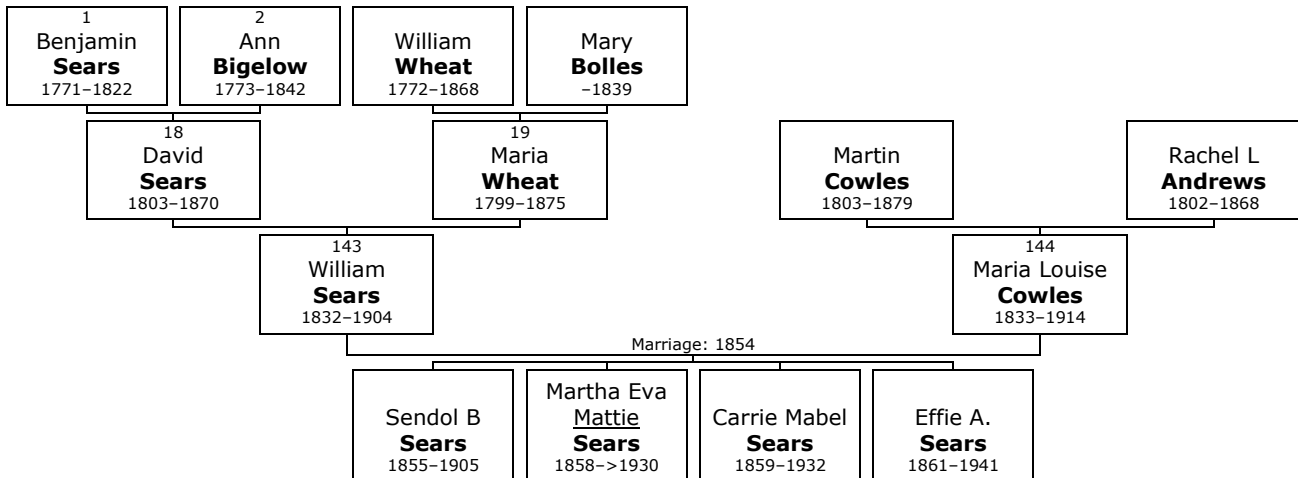 1
Benjamin
Sears
1771–1822
2
Ann
Bigelow
1773–1842
William
Wheat
1772–1868
Mary
Bolles
–1839
18
David
Sears
1803–1870
19
Maria
Wheat
1799–1875
Martin
Cowles
1803–1879
Rachel L
Andrews
1802–1868
143
William
Sears
1832–1904
144
Maria Louise
Cowles
1833–1914
Marriage: 1854
Sendol B
Sears
1855–1905
Martha Eva
Mattie
Sears
1858–>1930
Carrie Mabel
Sears
1859–1932
Effie A.
Sears
1861–1941